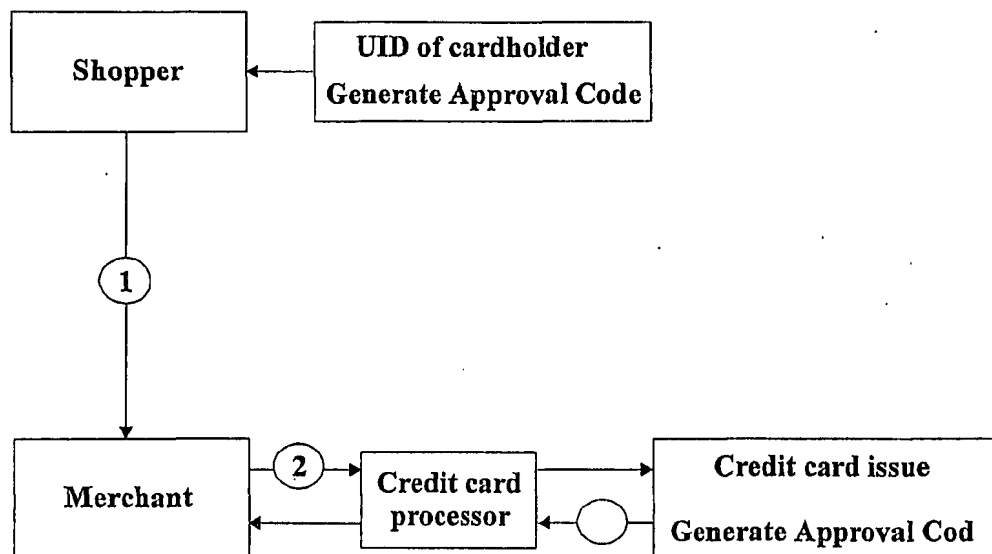 Shopper
UID of cardholder
Generate Approval Code
1
Merchant
2
Credit card
processor
Credit card issue
Generate Approval Cod